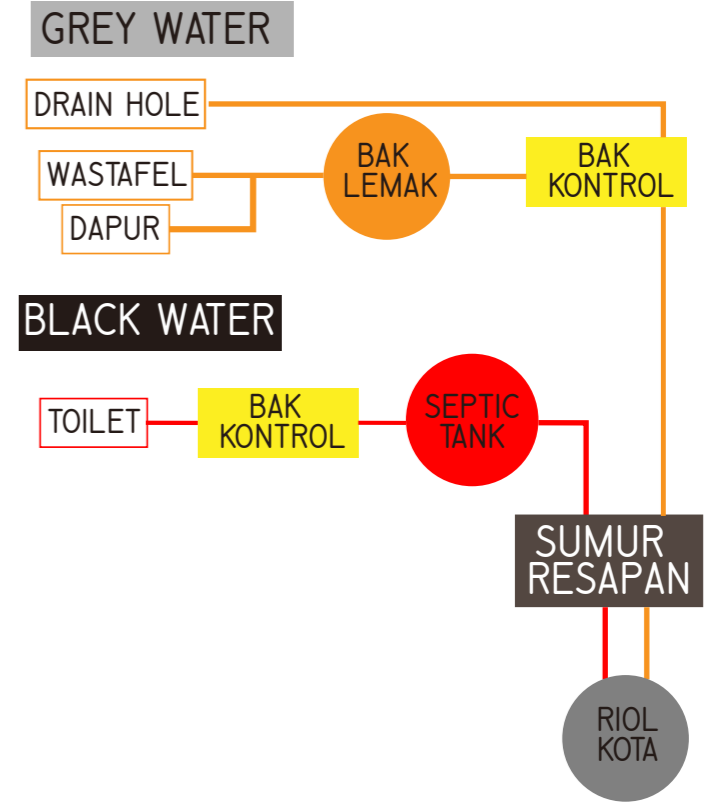 GREY WATER
DRAIN HOLE
WASTAFEL
DAPUR
BAK
LEMAK
BAK
KONTROL
BLACK WATER
TOILET
BAK
KONTROL
SEPTIC
TANK
SUMUR
RESAPAN
RIOL
KOTA